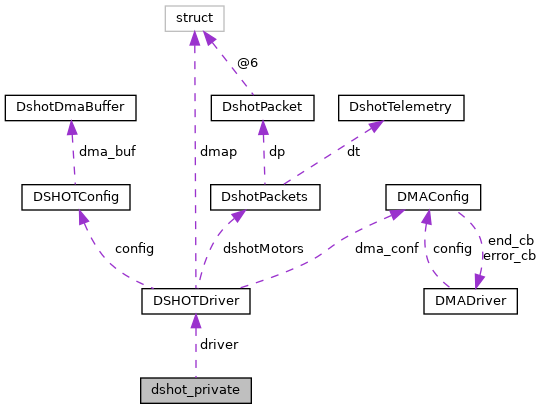 struct
@6
DshotDmaBuffer
DshotPacket
DshotTelemetry
dma_buf
dmap
dp
dt
DSHOTConfig
DshotPackets
DMAConfig
config
dshotMotors
dma_conf
config
end_cb
error_cb
DSHOTDriver
DMADriver
driver
dshot_private